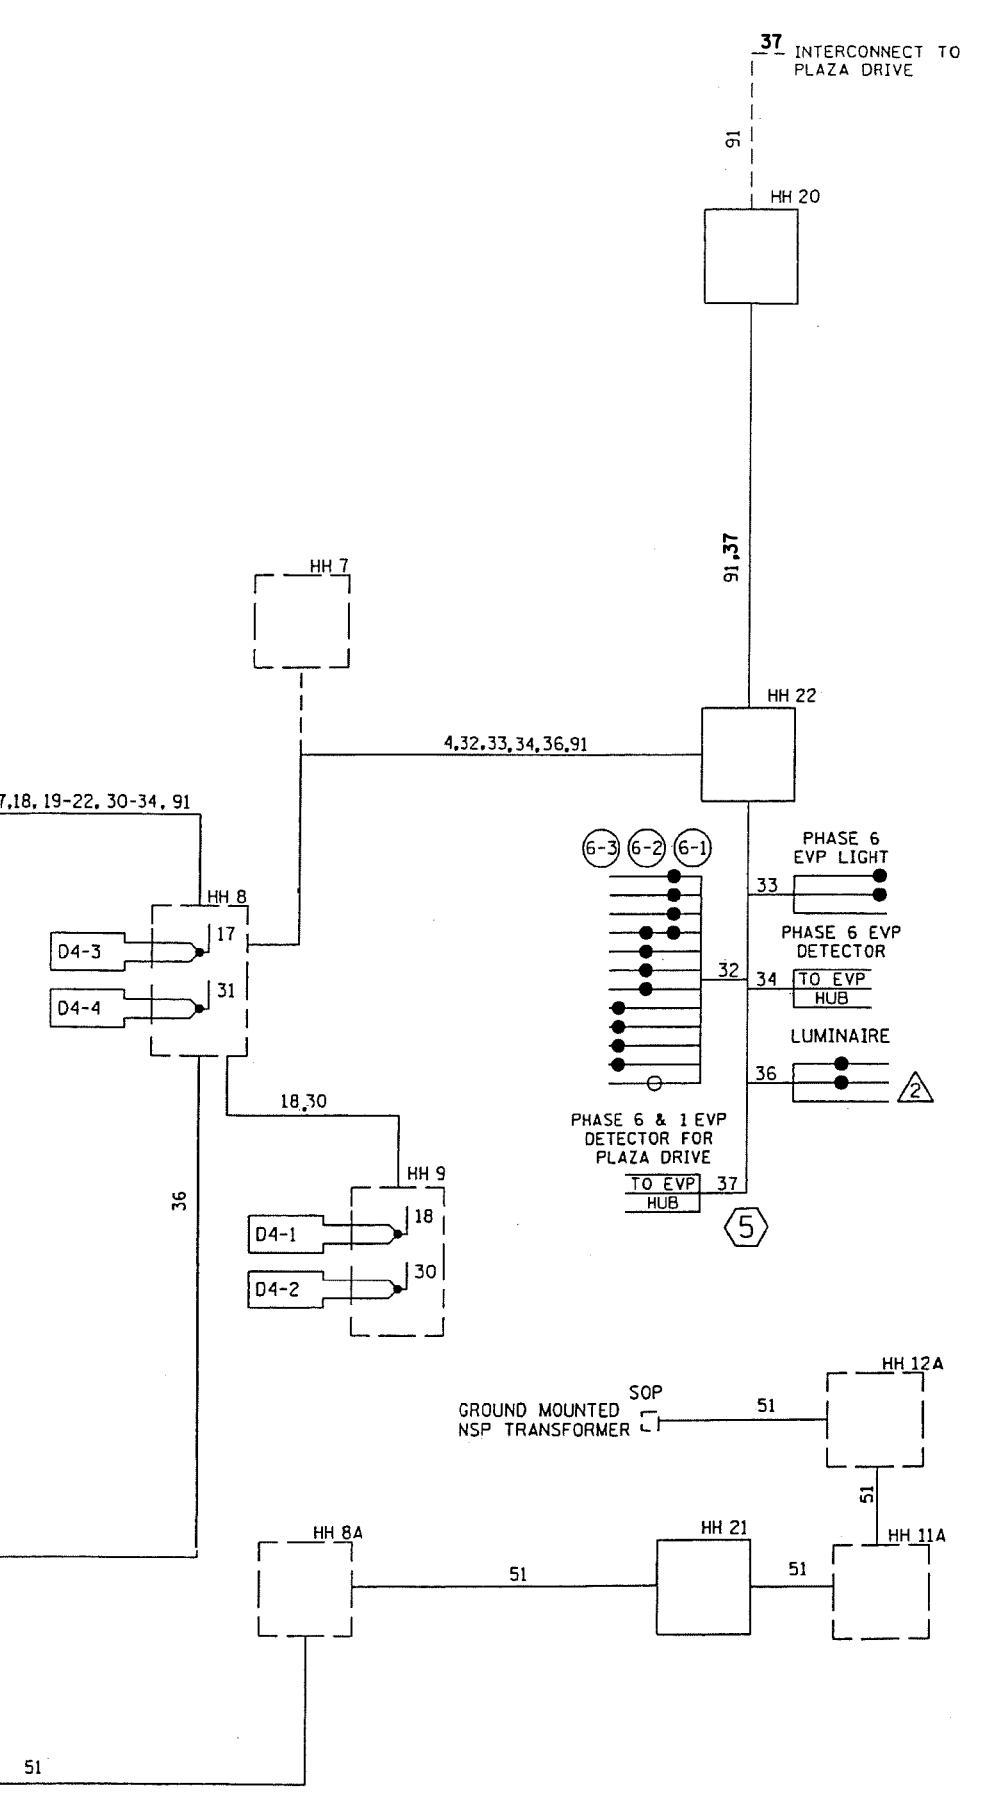 37
INTERCONNECT TO
PLAZA DRIVE
91
HH 20
91,37
HH 7
HH 22
4,32,33,34,36,91
7,18, 19-22, 30-34, 91
6-3 6-2 6-1
PHASE 6
EVP LIGHT
33
HH 8
17
D4-3
PHASE 6 EVP
DETECTOR
32
34
TO EVP
HUB
31
D4-4
LUMINAIRE
36
2
18,30
PHASE 6 & 1 EVP
DETECTOR FOR
PLAZA DRIVE
TO EVP
HUB
37
5
HH 9
36
18
D4-1
30
D4-2
HH 12A
SOP
GROUND MOUNTED
NSP TRANSFORMER
51
51
HH 8A
HH 21
HH 11A
51
51
51